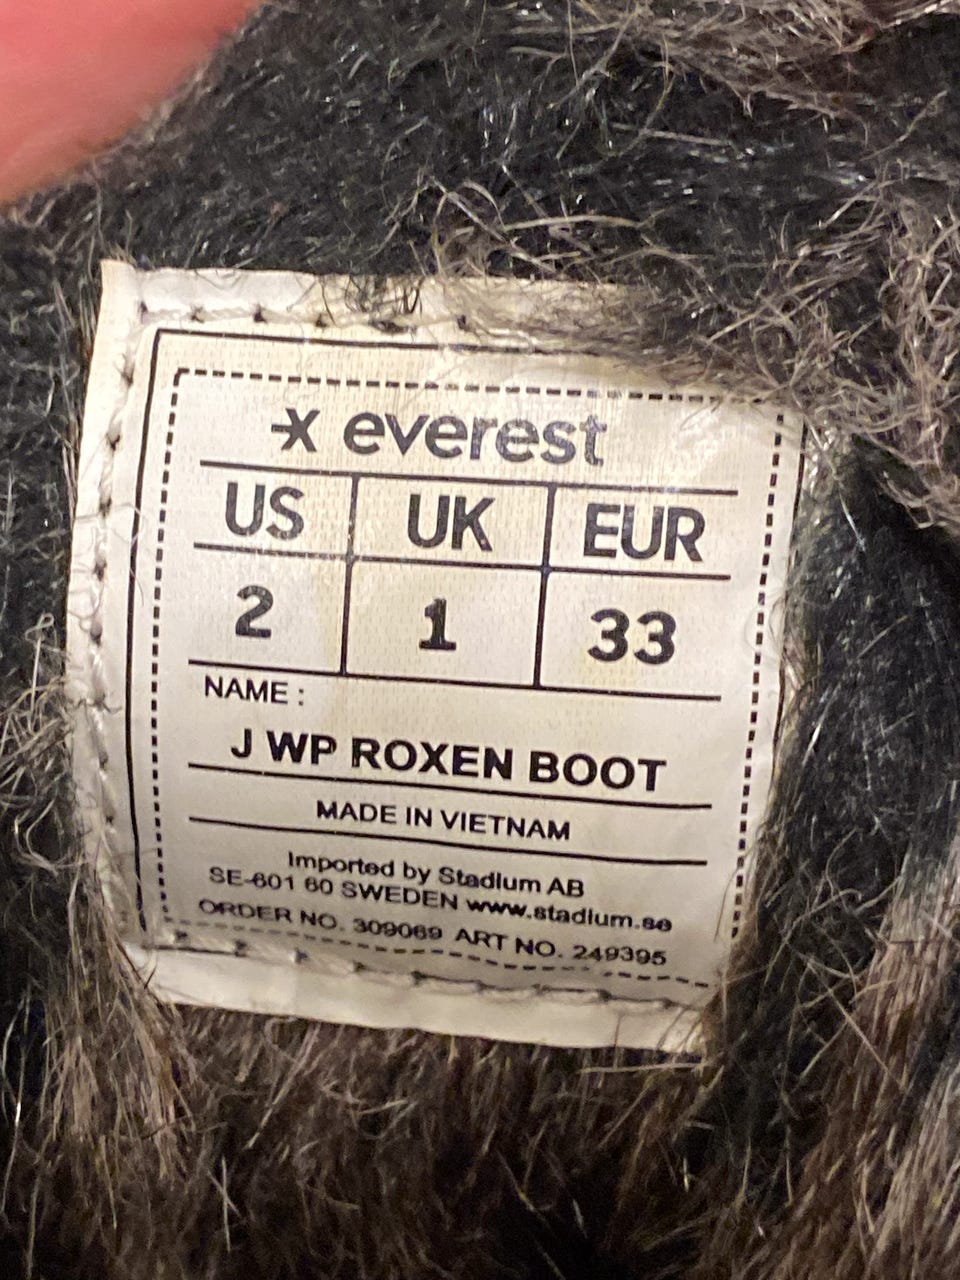 everest
US UK EUR
2 1 33
NAME :
J WP ROXEN BOOT
MADE IN VIETNAM
Imported by Stadium AB
SE-601 60 SWEDEN www.stadium.se
ORDER NO. 309069 ART NO. 249395